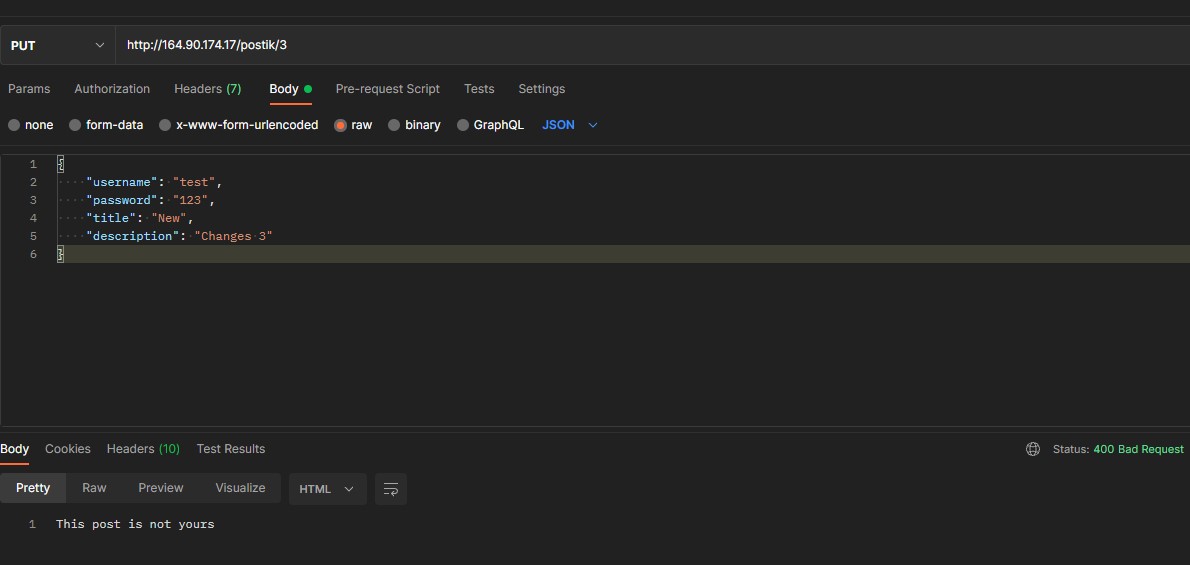 PUT http://164.90.174.17/postik/3
Params Authorization Headers (7) Body Pre-request Script Tests Settings
none form-data x-www-form-urlencoded raw binary GraphQL JSON
1 {
2 "username": "test",
3 "password": "123",
4 "title": "New",
5 "description": "Changes 3"
6 }
Body Cookies Headers (10) Test Results Status: 400 Bad Request
Pretty Raw Preview Visualize HTML
1 This post is not yours